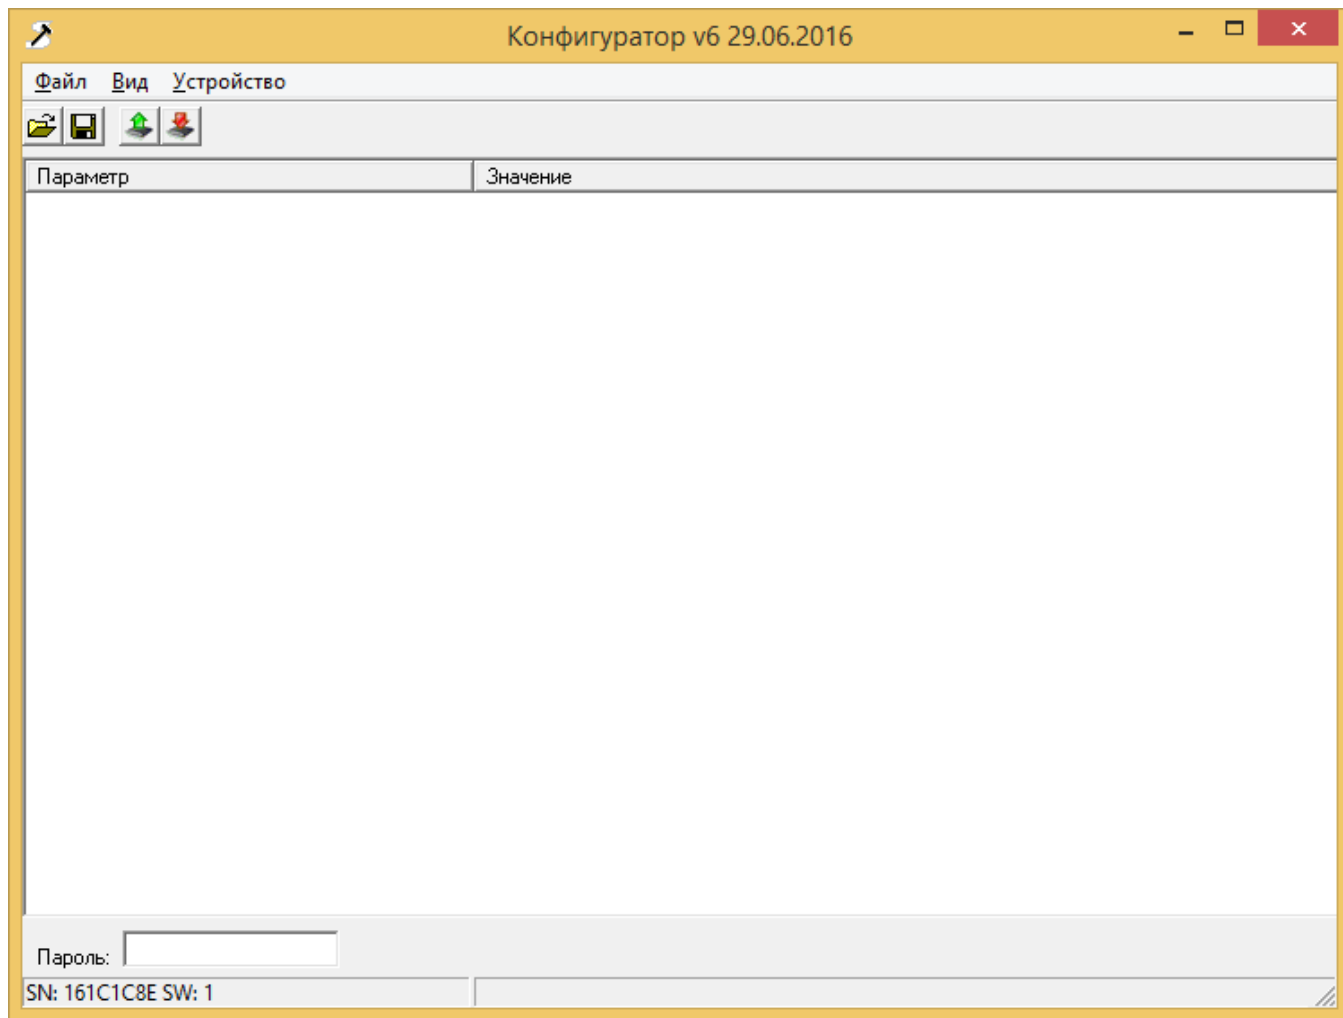 Конфигуратор v6 29.06.2016
Файл Вид Устройство
Параметр Значение
Пароль:
SN: 161C1C8E SW: 1